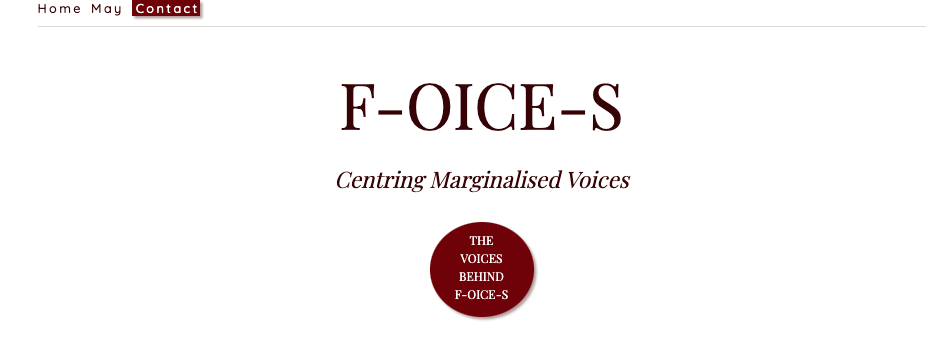 Home May Contact
F-OICE-S
Centring Marginalised Voices
THE
VOICES
BEHIND
F-OICE-S